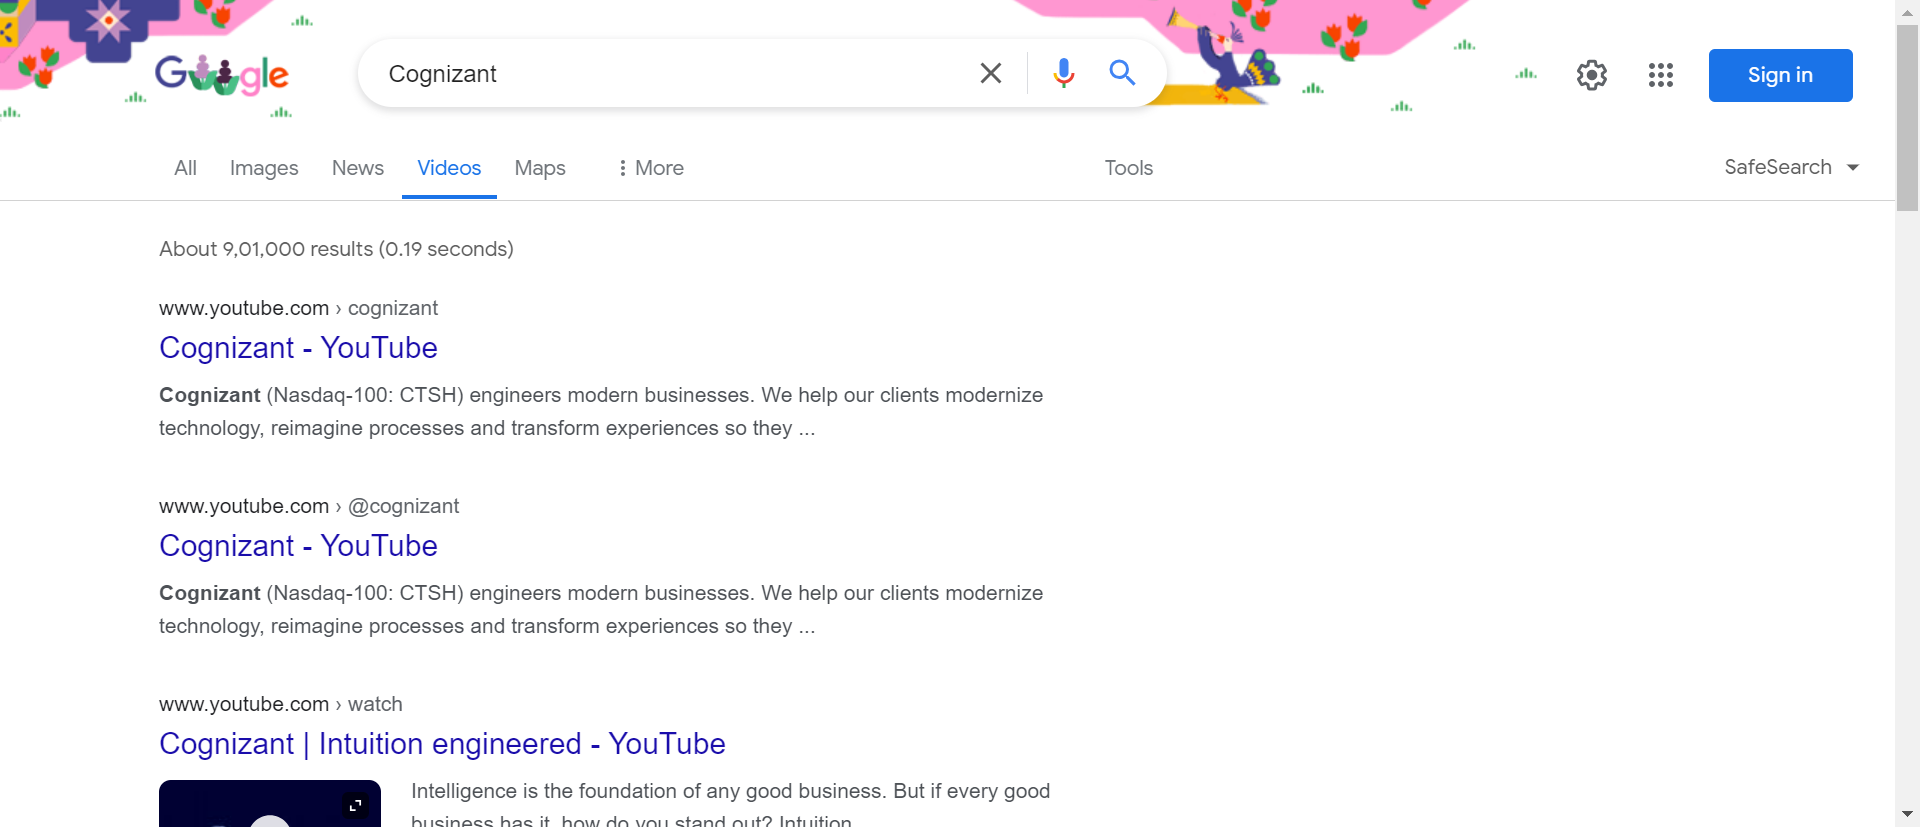 Google
Cognizant
Sign in
All Images News Videos Maps More Tools SafeSearch
About 9,01,000 results (0.19 seconds)
www.youtube.com › cognizant
Cognizant - YouTube
Cognizant (Nasdaq-100: CTSH) engineers modern businesses. We help our clients modernize
technology, reimagine processes and transform experiences so they ...
www.youtube.com › @cognizant
Cognizant - YouTube
Cognizant (Nasdaq-100: CTSH) engineers modern businesses. We help our clients modernize
technology, reimagine processes and transform experiences so they ...
www.youtube.com › watch
Cognizant | Intuition engineered - YouTube
Intelligence is the foundation of any good business. But if every good
business has it, how do you stand out? Intuition